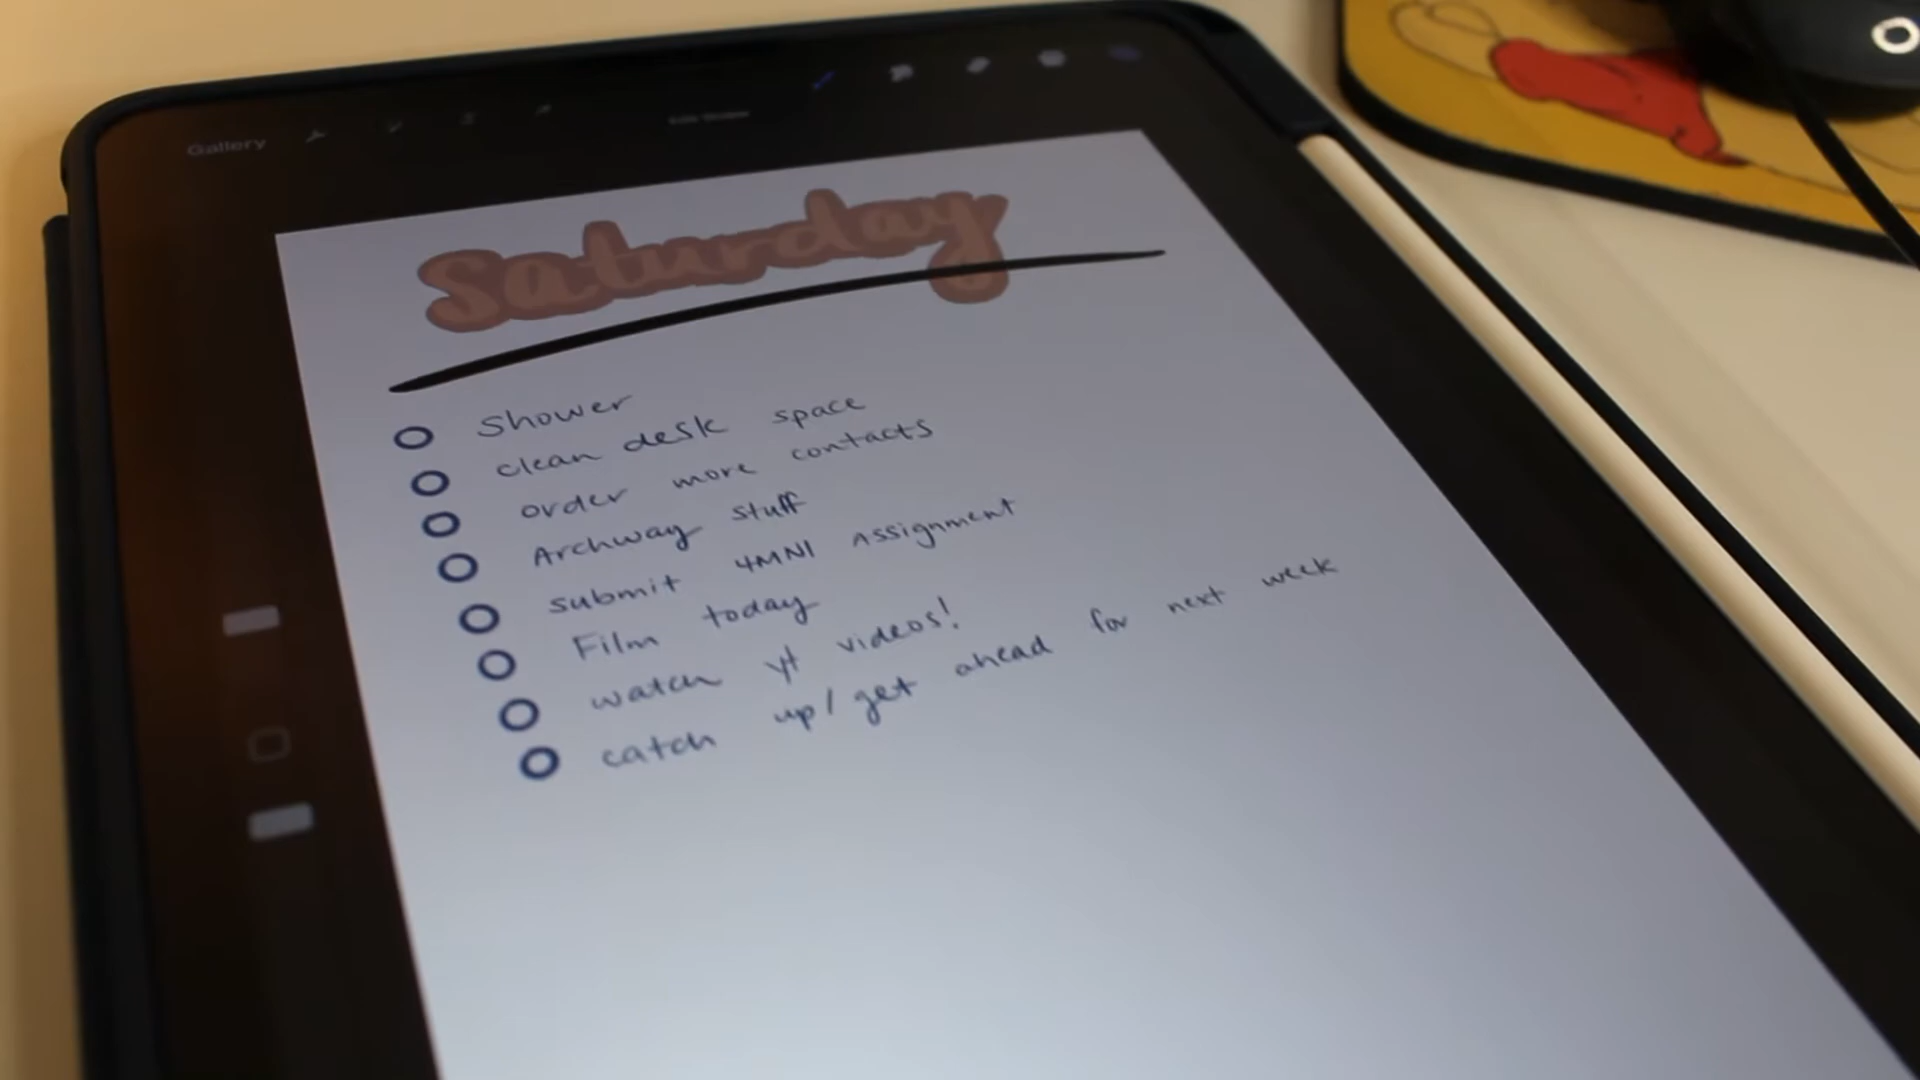 Gallery
Saturday
Shower
clean desk space
order more contacts
Archway stuff
submit 4MN1 Assignment
Film today
watch yt videos!
catch up/get ahead for next week